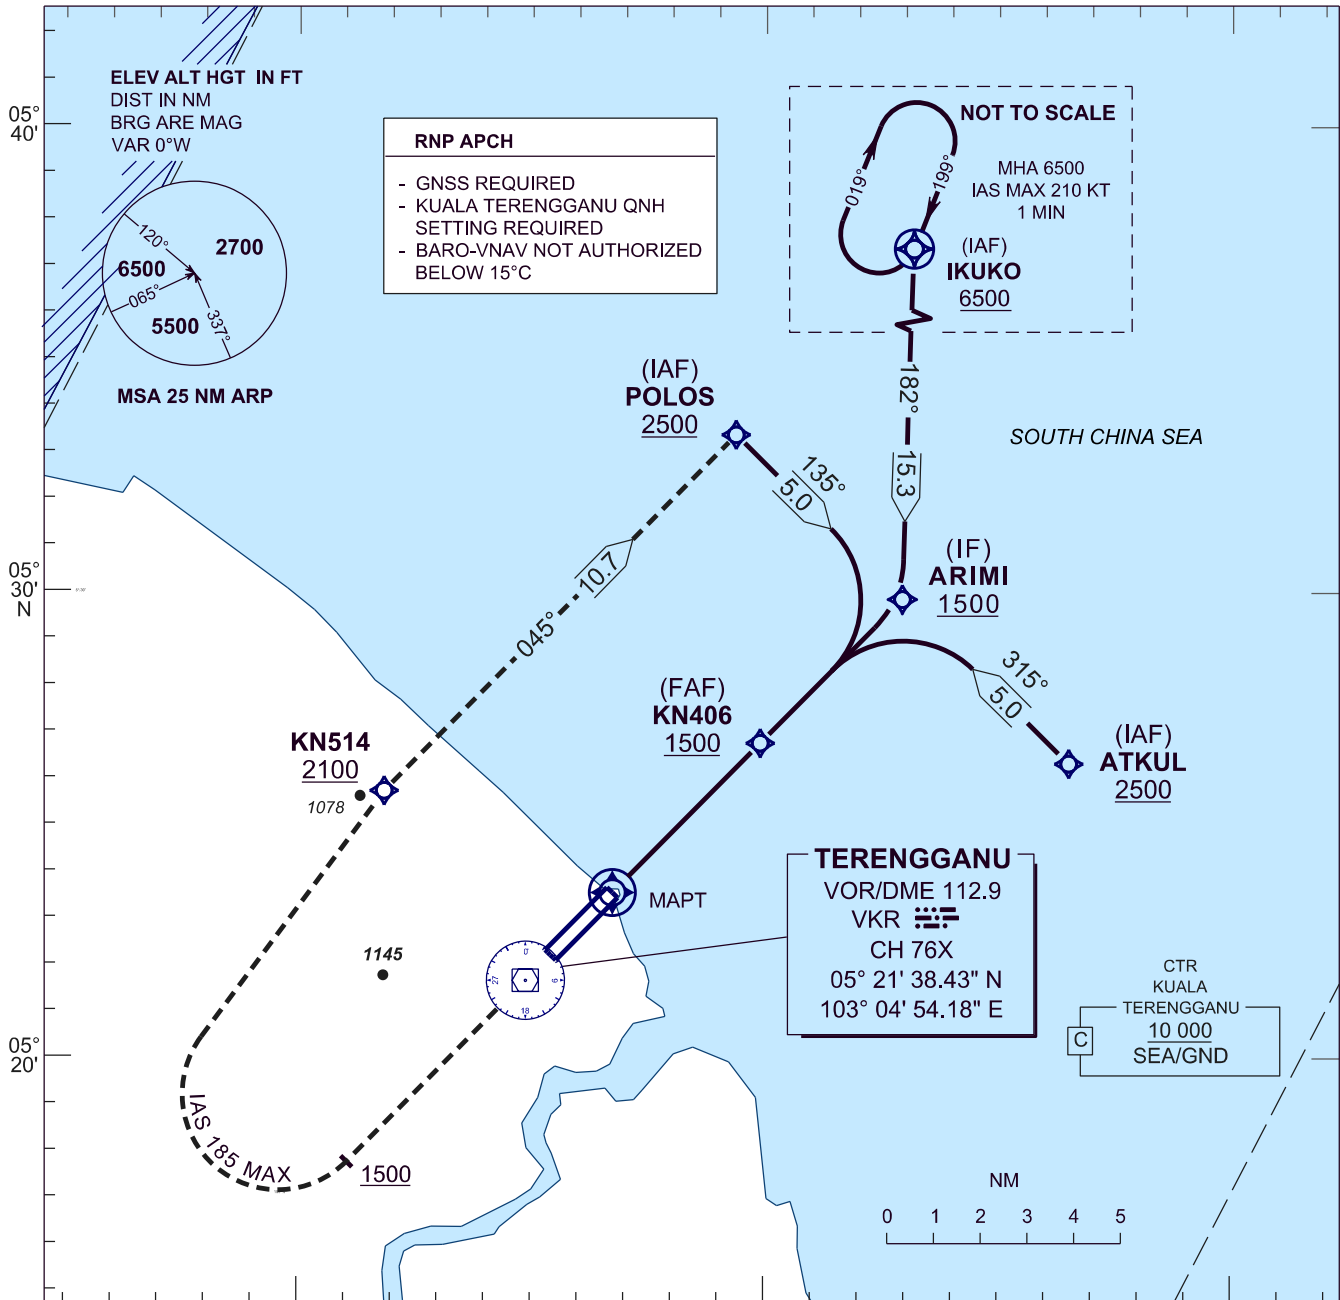 ELEV ALT HGT IN FT
DIST IN NM
BRG ARE MAG
VAR 0°W
05°
40'
120°
2700
6500
065°
5500
337°
MSA 25 NM ARP
RNP APCH
- GNSS REQUIRED
- KUALA TERENGGANU QNH
SETTING REQUIRED
- BARO-VNAV NOT AUTHORIZED
BELOW 15°C
NOT TO SCALE
019°
199°
MHA 6500
IAS MAX 210 KT
1 MIN
(IAF)
IKUKO
6500
182°
15.3
(IAF)
POLOS
2500
135°
5.0
SOUTH CHINA SEA
05°
30'
N
(IF)
ARIMI
1500
10.7
045°
315°
5.0
(FAF)
KN406
1500
(IAF)
ATKUL
2500
KN514
2100
1078
MAPT
TERENGGANU
VOR/DME 112.9
VKR
CH 76X
05° 21' 38.43" N
103° 04' 54.18" E
1145
0
27
9
18
CTR
KUALA
TERENGGANU
10 000
C
SEA/GND
05°
20'
IAS 185 MAX
1500
NM
0 1 2 3 4 5